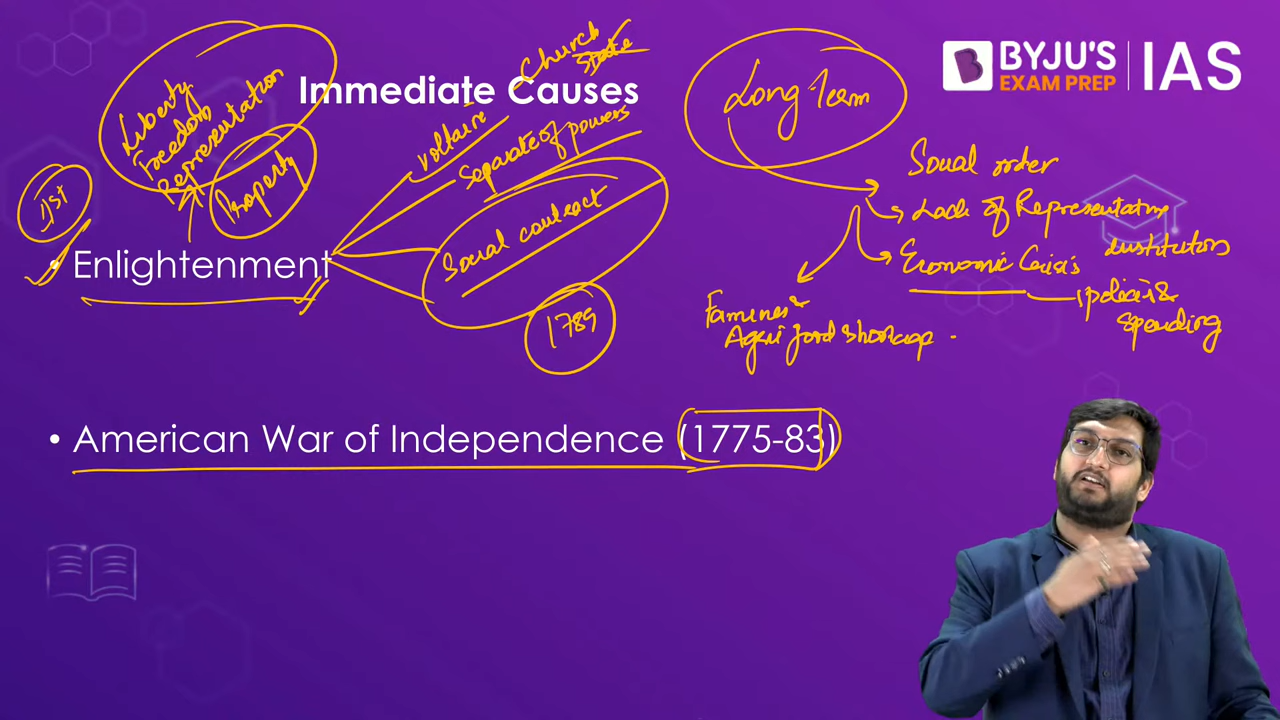 BYJU'S
EXAM PREP
IAS
Immediate Causes
Church
State
Voltaire
Separate of powers
Social contract
1789
Liberty
Freedom
Representation
Property
1st
• Enlightenment
Long-Term
Social order
Lack of Representative
Institutions
Economic Crisis
policies &
Spending
Famines &
Agri food shortage
• American War of Independence (1775-83)